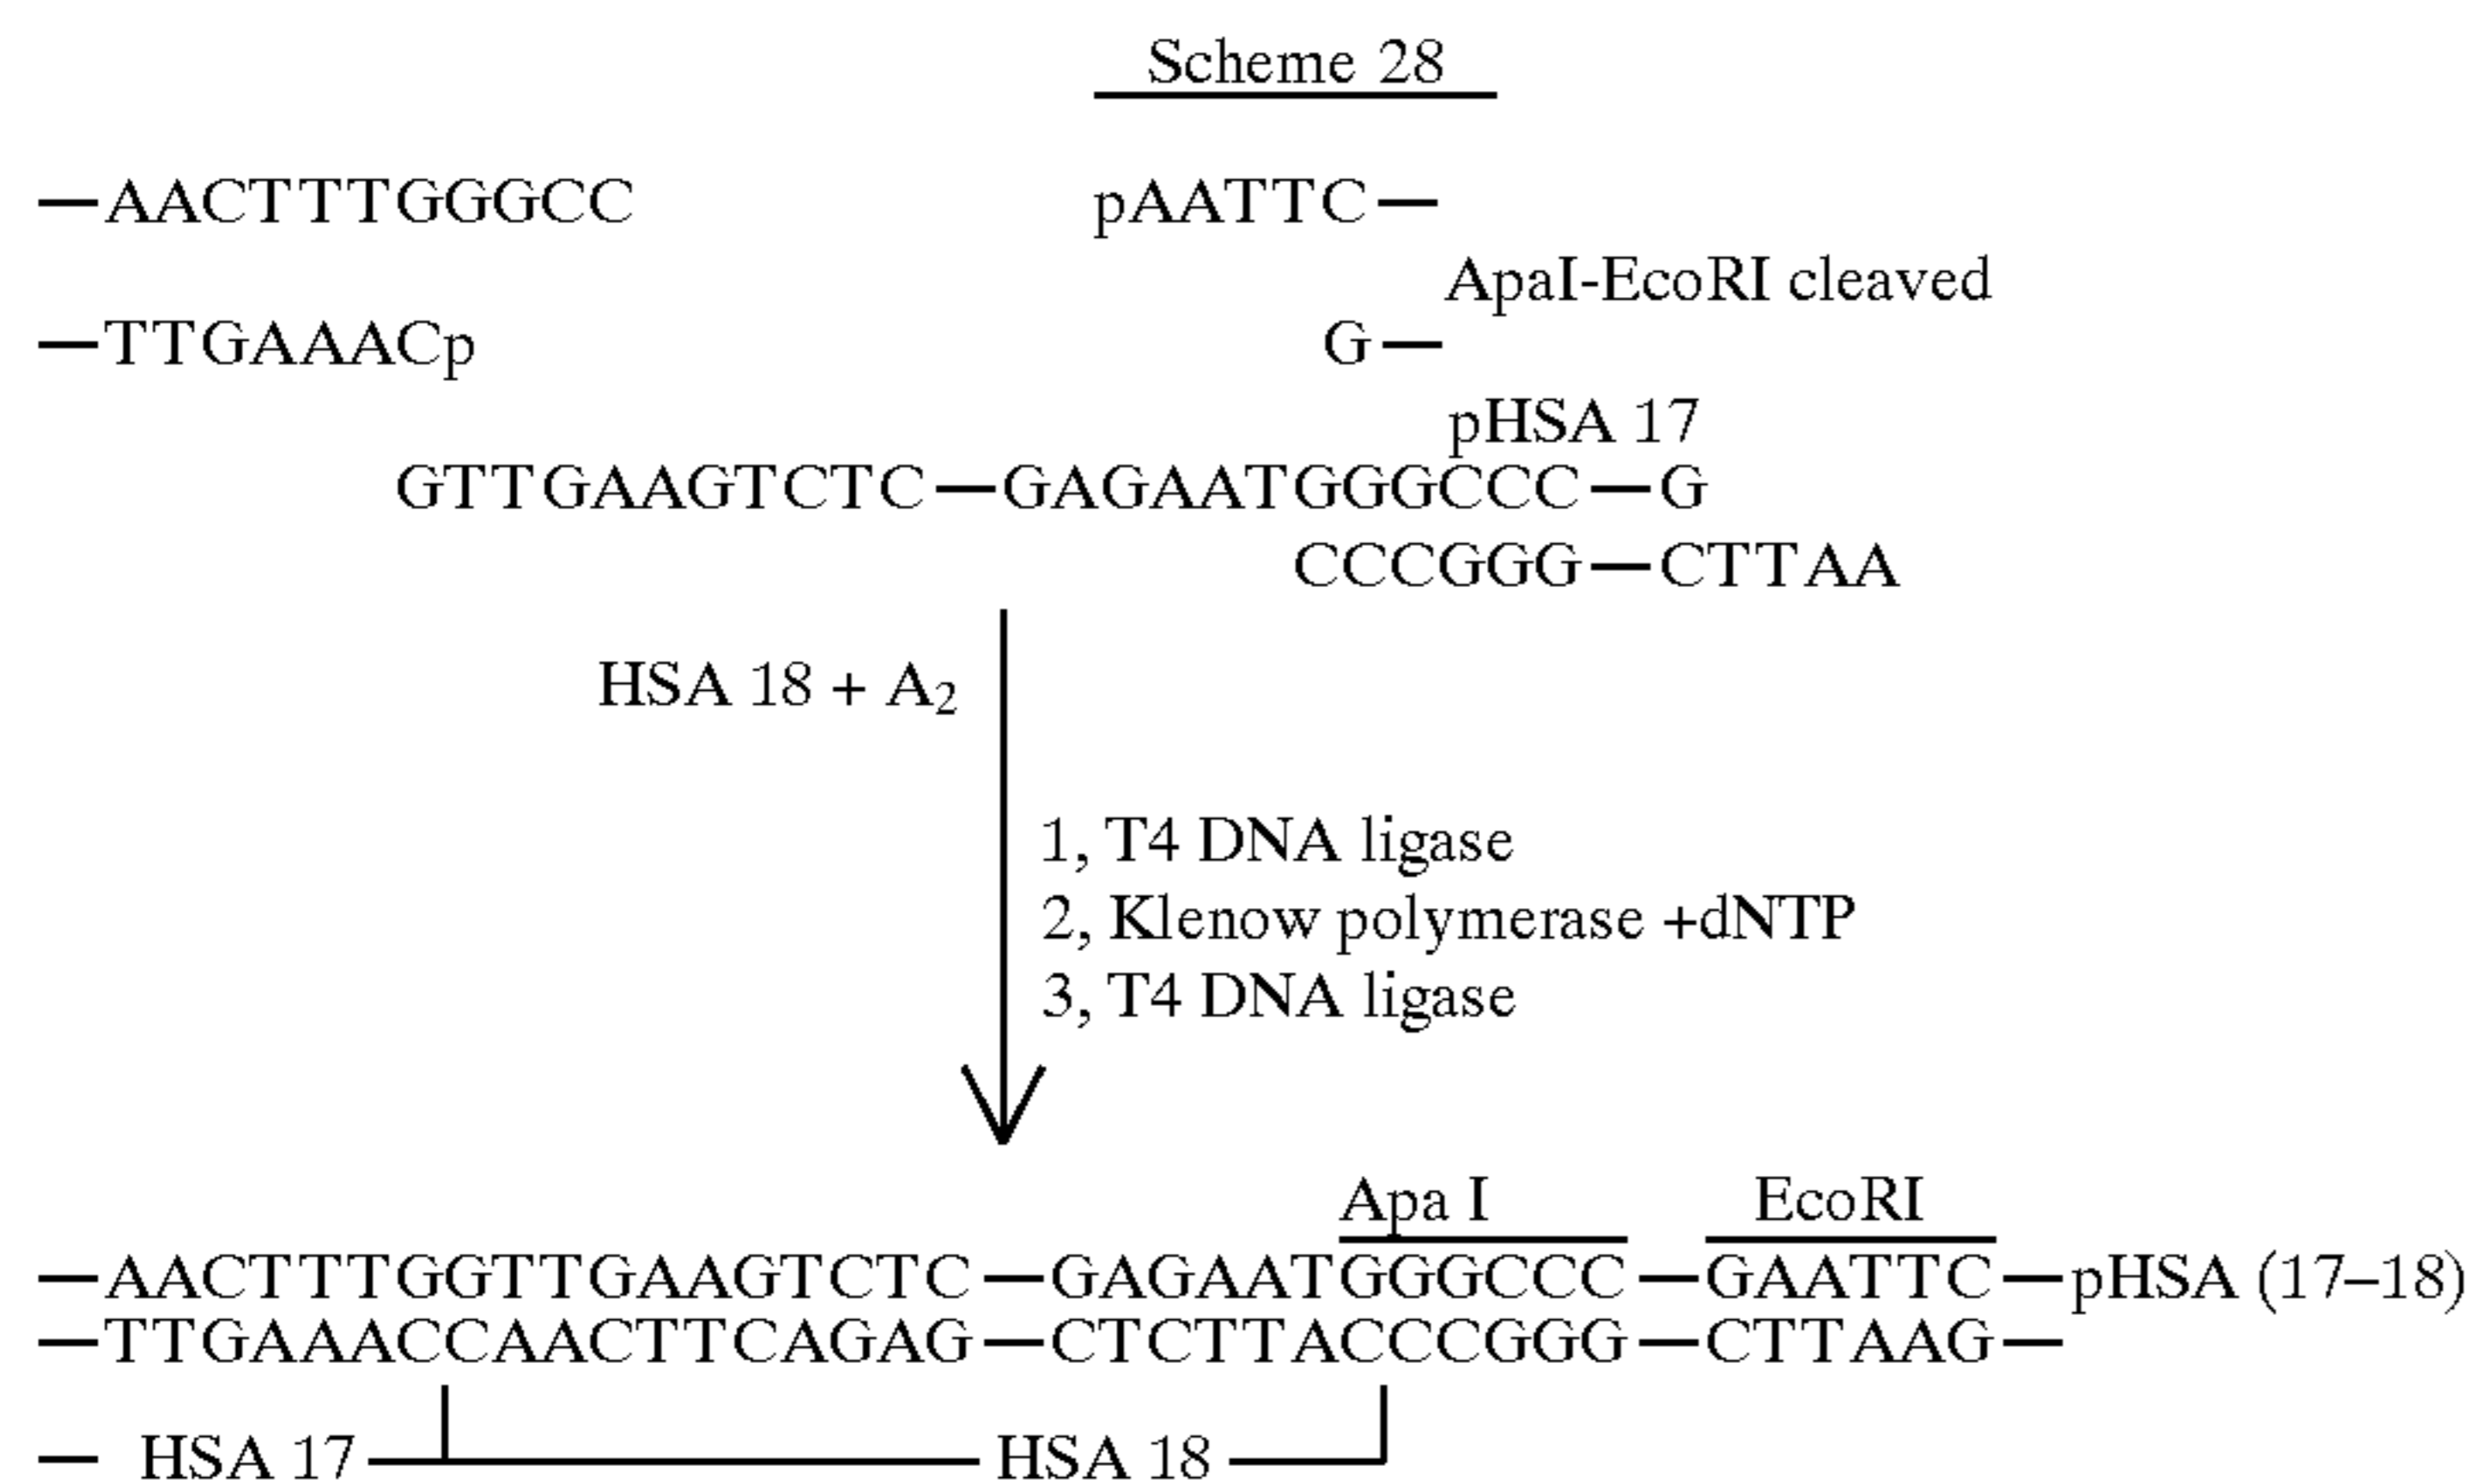 Scheme 28
—AACTTTGGGCC pAATTC—
ApaI-EcoRI cleaved
—TTGAAACp G—
pHSA 17
GTTGAAGTCTC—GAGAATGGGCCC—G
CCCGGG—CTTAA
HSA 18 + A₂
1, T4 DNA ligase
2, Klenow polymerase +dNTP
3, T4 DNA ligase
Apa I EcoRI
—AACTTTGGTTGAAGTCTC—GAGAATGGGCCC—GAATTC—pHSA (17–18)
—TTGAAACCAACTTCAGAG—CTCTTACCCGGG—CTTAAG—
— HSA 17 — HSA 18 —